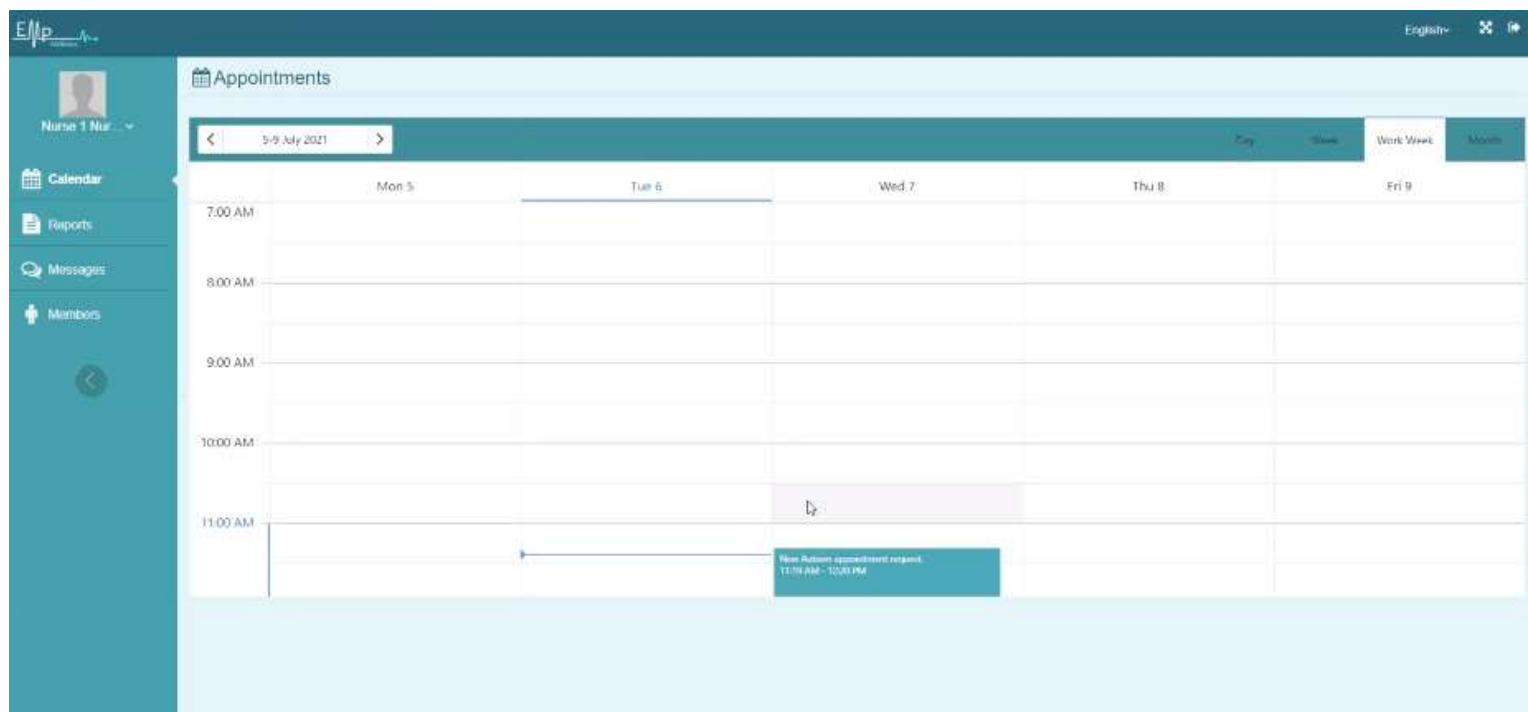 EMP
English
Nurse 1 Nur...
Calendar
Reports
Messages
Members
Appointments
5-9 July 2021
Day
Week
Work Week
Month
Mon 5
Tue 6
Wed 7
Thu 8
Fri 9
7:00 AM
8:00 AM
9:00 AM
10:00 AM
11:00 AM
New appointment request,
11:19 AM - 12:20 PM